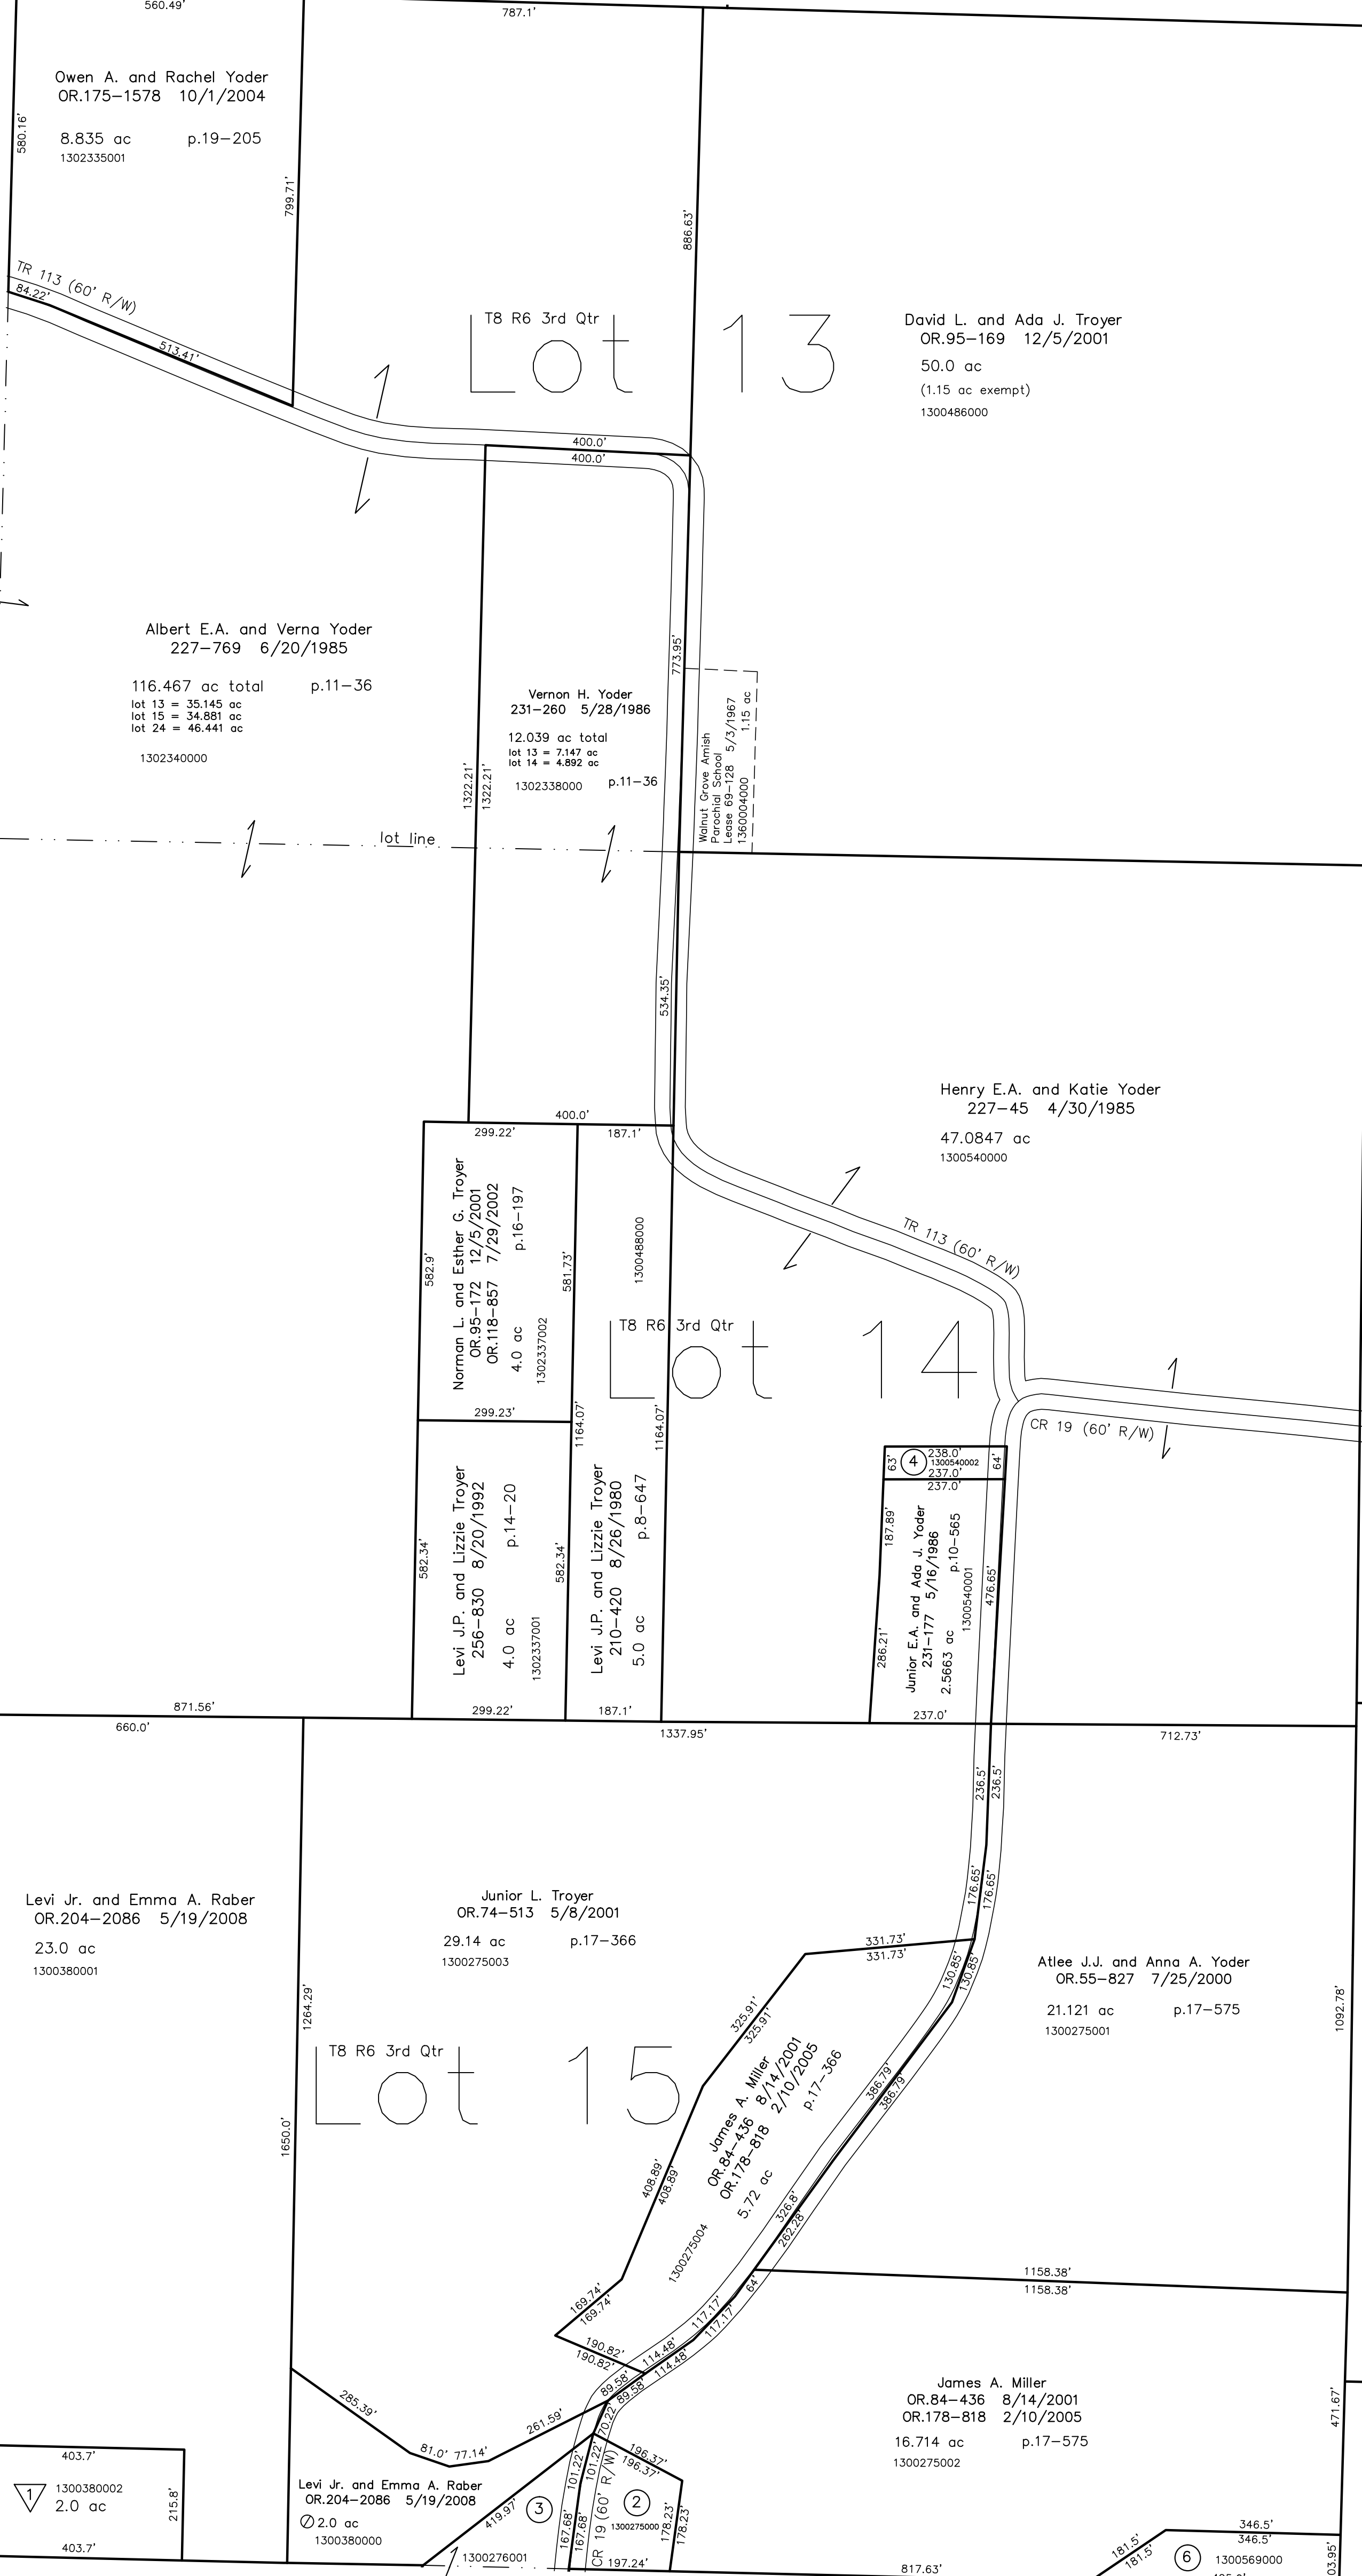 560.49'
787.1'
Owen A. and Rachel Yoder
OR.175-1578 10/1/2004
8.835 ac p.19-205
1302335001
580.16'
799.71'
886.63'
TR 113 (60' R/W)
84.22'
513.41'
T8 R6 3rd Qtr
Lot 13
David L. and Ada J. Troyer
OR.95-169 12/5/2001
50.0 ac
(1.15 ac exempt)
1300486000
400.0'
400.0'
Albert E.A. and Verna Yoder
227-769 6/20/1985
116.467 ac total p.11-36
lot 13 = 35.145 ac
lot 15 = 34.881 ac
lot 24 = 46.441 ac
1302340000
Vernon H. Yoder
231-260 5/28/1986
12.039 ac total
lot 13 = 7.147 ac
lot 14 = 4.892 ac
1302338000 p.11-36
1322.21'
1322.21'
773.95'
Walnut Grove Amish
Parochial School
Lease 69-128 5/3/1967
1360004000 1.15 ac
lot line
534.35'
Henry E.A. and Katie Yoder
227-45 4/30/1985
47.0847 ac
1300540000
400.0'
299.22'
187.1'
Norman L. and Esther G. Troyer
OR.95-172 12/5/2001
OR.118-857 7/29/2002
4.0 ac p.16-197
1302337002
582.9'
581.73'
1300488000
TR 113 (60' R/W)
T8 R6 3rd Qtr
Lot 14
299.23'
1164.07'
1164.07'
CR 19 (60' R/W)
Levi J.P. and Lizzie Troyer
256-830 8/20/1992
4.0 ac p.14-20
1302337001
582.34'
582.34'
Levi J.P. and Lizzie Troyer
210-420 8/26/1980
5.0 ac p.8-647
63'
4
238.0'
1300540002
237.0'
64'
237.0'
187.89'
286.21'
Junior E.A. and Ada J. Yoder
231-177 5/16/1986
2.5663 ac p.10-565
1300540001
476.65'
871.56'
299.22'
187.1'
237.0'
660.0'
1337.95'
712.73'
236.5'
236.5'
176.65'
176.65'
Levi Jr. and Emma A. Raber
OR.204-2086 5/19/2008
23.0 ac
1300380001
Junior L. Troyer
OR.74-513 5/8/2001
29.14 ac p.17-366
1300275003
331.73'
331.73'
130.85'
130.85'
Atlee J.J. and Anna A. Yoder
OR.55-827 7/25/2000
21.121 ac p.17-575
1300275001
1264.29'
1092.78'
325.91'
325.91'
T8 R6 3rd Qtr
Lot 15
James A. Miller
OR.84-436 8/14/2001
OR.178-818 2/10/2005
5.72 ac p.17-366
1300275004
386.79'
386.79'
1650.0'
408.89'
408.89'
326.8'
262.28'
64'
1158.38'
1158.38'
169.74'
169.74'
117.17'
117.17'
190.82'
190.82'
114.48'
114.48'
89.58'
89.58'
70.22'
James A. Miller
OR.84-436 8/14/2001
OR.178-818 2/10/2005
16.714 ac p.17-575
1300275002
471.67'
285.39'
81.0' 77.14'
261.59'
403.7'
1
1300380002
2.0 ac
215.8'
403.7'
Levi Jr. and Emma A. Raber
OR.204-2086 5/19/2008
2.0 ac
1300380000
419.97'
3
101.22'
101.22'
167.68'
167.68'
CR 19 (60' R/W)
196.37'
196.37'
2
1300275000
178.23'
178.23'
197.24'
1300276001
817.63'
181.5'
181.5'
346.5'
346.5'
6
1300569000